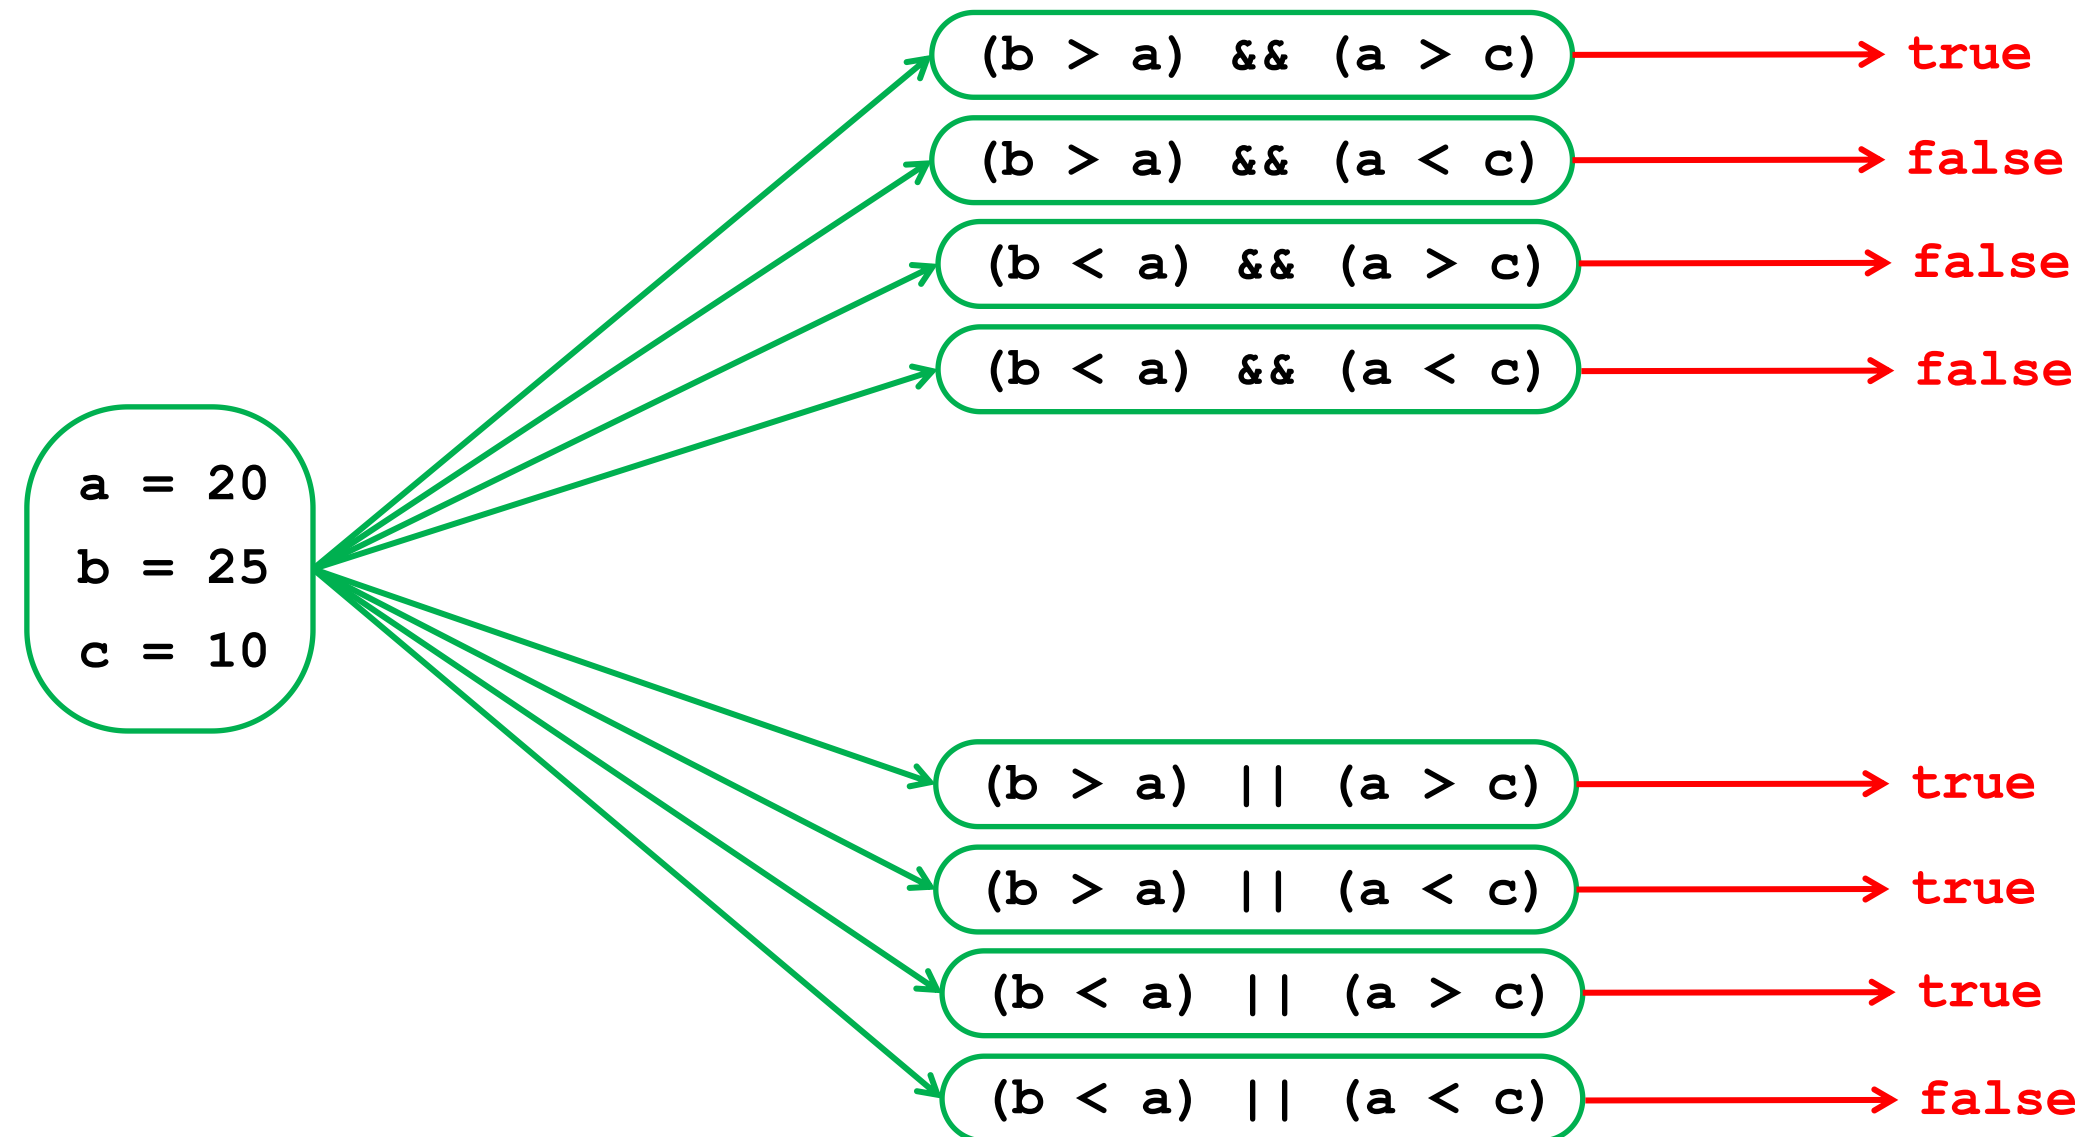 (b > a) && (a > c) true
(b > a) && (a < c) false
(b < a) && (a > c) false
(b < a) && (a < c) false
a = 20
b = 25
c = 10
(b > a) || (a > c) true
(b > a) || (a < c) true
(b < a) || (a > c) true
(b < a) || (a < c) false